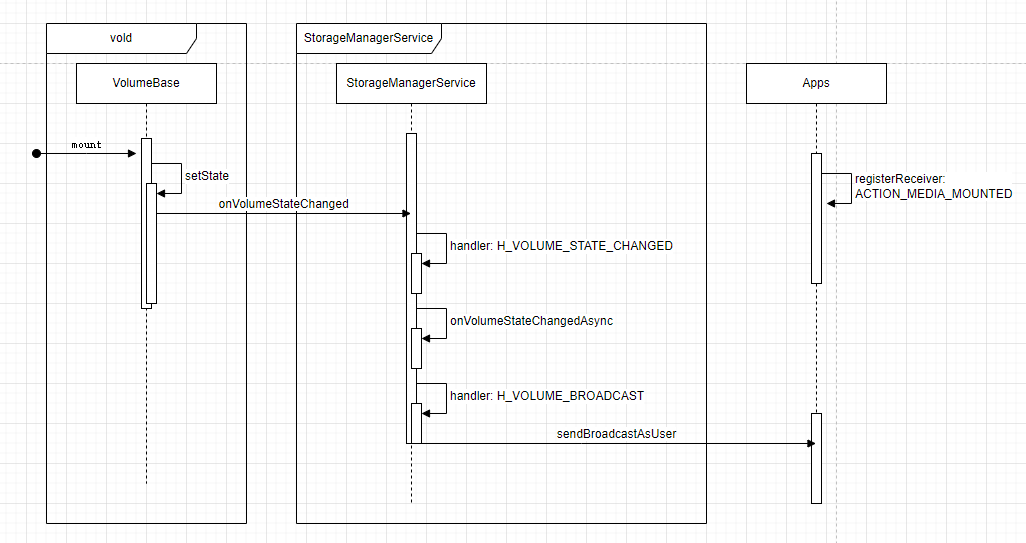 vold
StorageManagerService
VolumeBase
StorageManagerService
Apps
mount
setState
registerReceiver:
ACTION_MEDIA_MOUNTED
onVolumeStateChanged
handler: H_VOLUME_STATE_CHANGED
onVolumeStateChangedAsync
handler: H_VOLUME_BROADCAST
sendBroadcastAsUser